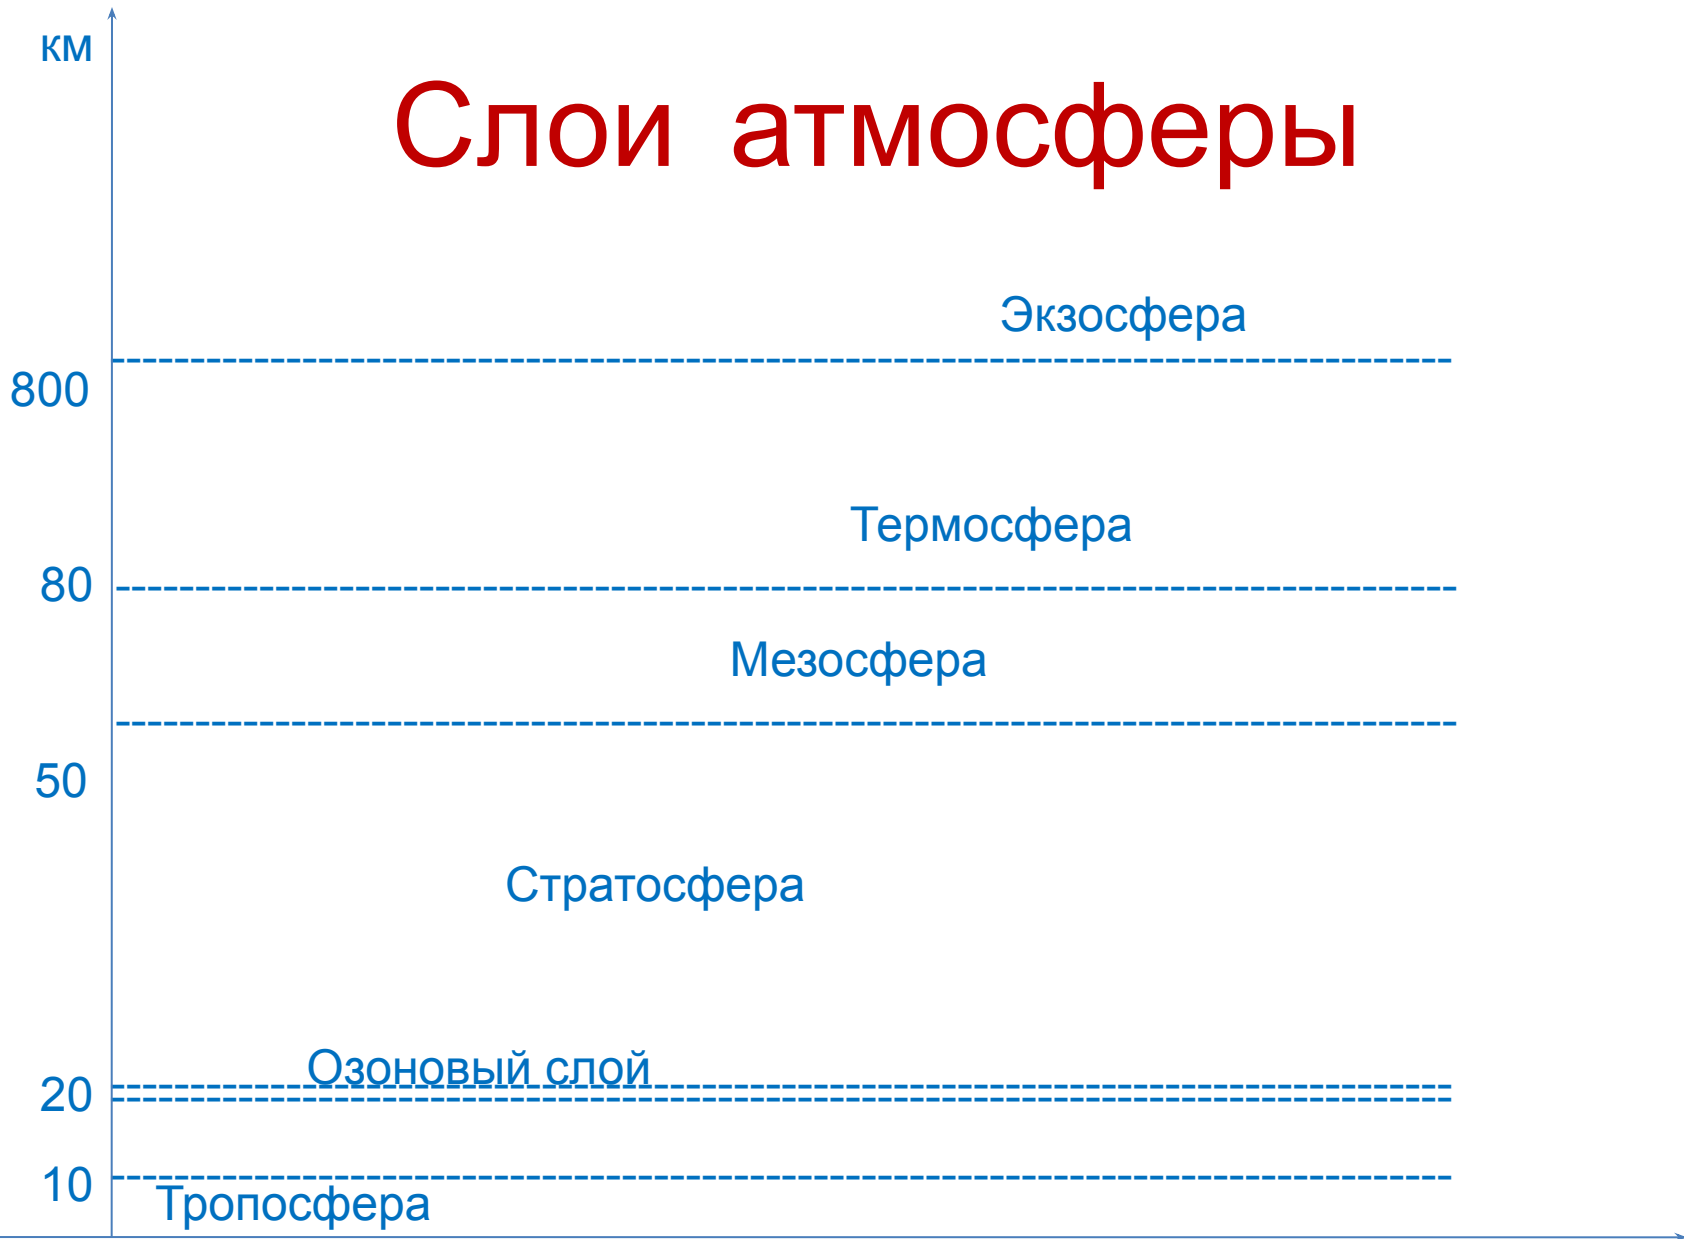 км
Слои атмосферы
Экзосфера
800
Термосфера
80
Мезосфера
50
Стратосфера
Озоновый слой
20
10
Тропосфера